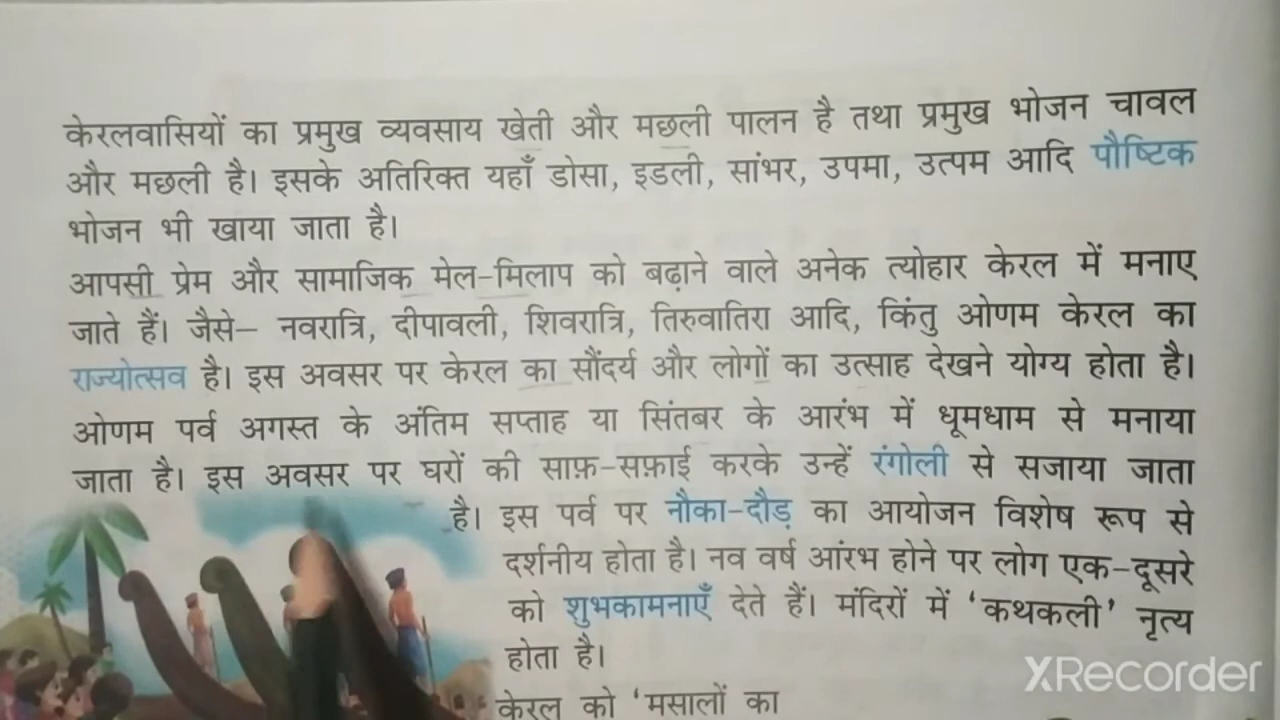 केरलवासियों का प्रमुख व्यवसाय खेती और मछली पालन है तथा प्रमुख भोजन चावल
और मछली है। इसके अतिरिक्त यहाँ डोसा, इडली, सांभर, उपमा, उत्पम आदि पौष्टिक
भोजन भी खाया जाता है।
आपसी प्रेम और सामाजिक मेल-मिलाप को बढ़ाने वाले अनेक त्योहार केरल में मनाए
जाते हैं। जैसे– नवरात्रि, दीपावली, शिवरात्रि, तिरुवातिरा आदि, किंतु ओणम केरल का
राज्योत्सव है। इस अवसर पर केरल का सौंदर्य और लोगों का उत्साह देखने योग्य होता है।
ओणम पर्व अगस्त के अंतिम सप्ताह या सिंतबर के आरंभ में धूमधाम से मनाया
जाता है। इस अवसर पर घरों की साफ़-सफ़ाई करके उन्हें रंगोली से सजाया जाता
है। इस पर्व पर नौका-दौड़ का आयोजन विशेष रूप से
दर्शनीय होता है। नव वर्ष आंरभ होने पर लोग एक-दूसरे
को शुभकामनाएँ देते हैं। मंदिरों में ‘कथकली’ नृत्य
होता है।
केरल को ‘मसालों का
XRecorder